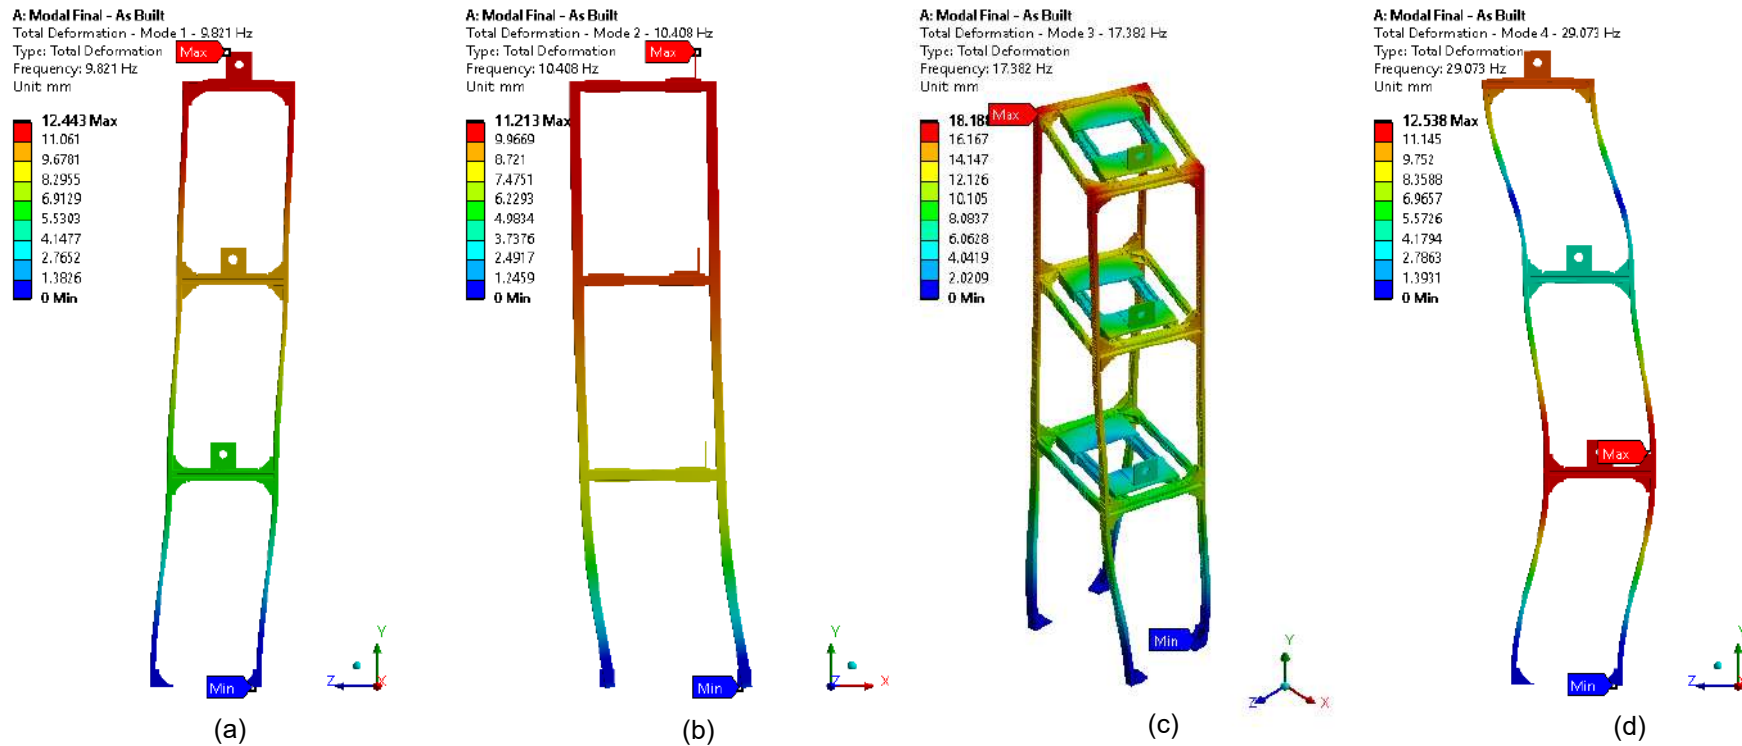 A: Modal Final - As Built
Total Deformation - Mode 1 - 9.821 Hz
Type: Total Deformation
Frequency: 9.821 Hz
Unit: mm
Max
12.443 Max
11.061
9.6781
8.2955
6.9129
5.5303
4.1477
2.7652
1.3826
0 Min
Min
Y
Z
X
(a)
A: Modal Final - As Built
Total Deformation - Mode 2 - 10.408 Hz
Type: Total Deformation
Frequency: 10.408 Hz
Unit: mm
Max
11.213 Max
9.9669
8.721
7.4751
6.2293
4.9834
3.7376
2.4917
1.2459
0 Min
Min
Y
Z
X
(b)
A: Modal Final - As Built
Total Deformation - Mode 3 - 17.382 Hz
Type: Total Deformation
Frequency: 17.382 Hz
Unit: mm
Max
18.188
16.167
14.147
12.126
10.105
8.0837
6.0628
4.0419
2.0209
0 Min
Min
Y
Z
X
(c)
A: Modal Final - As Built
Total Deformation - Mode 4 - 29.073 Hz
Type: Total Deformation
Frequency: 29.073 Hz
Unit: mm
12.538 Max
11.145
9.752
8.3588
6.9657
5.5726
4.1794
2.7863
1.3931
0 Min
Max
Min
Y
Z
X
(d)